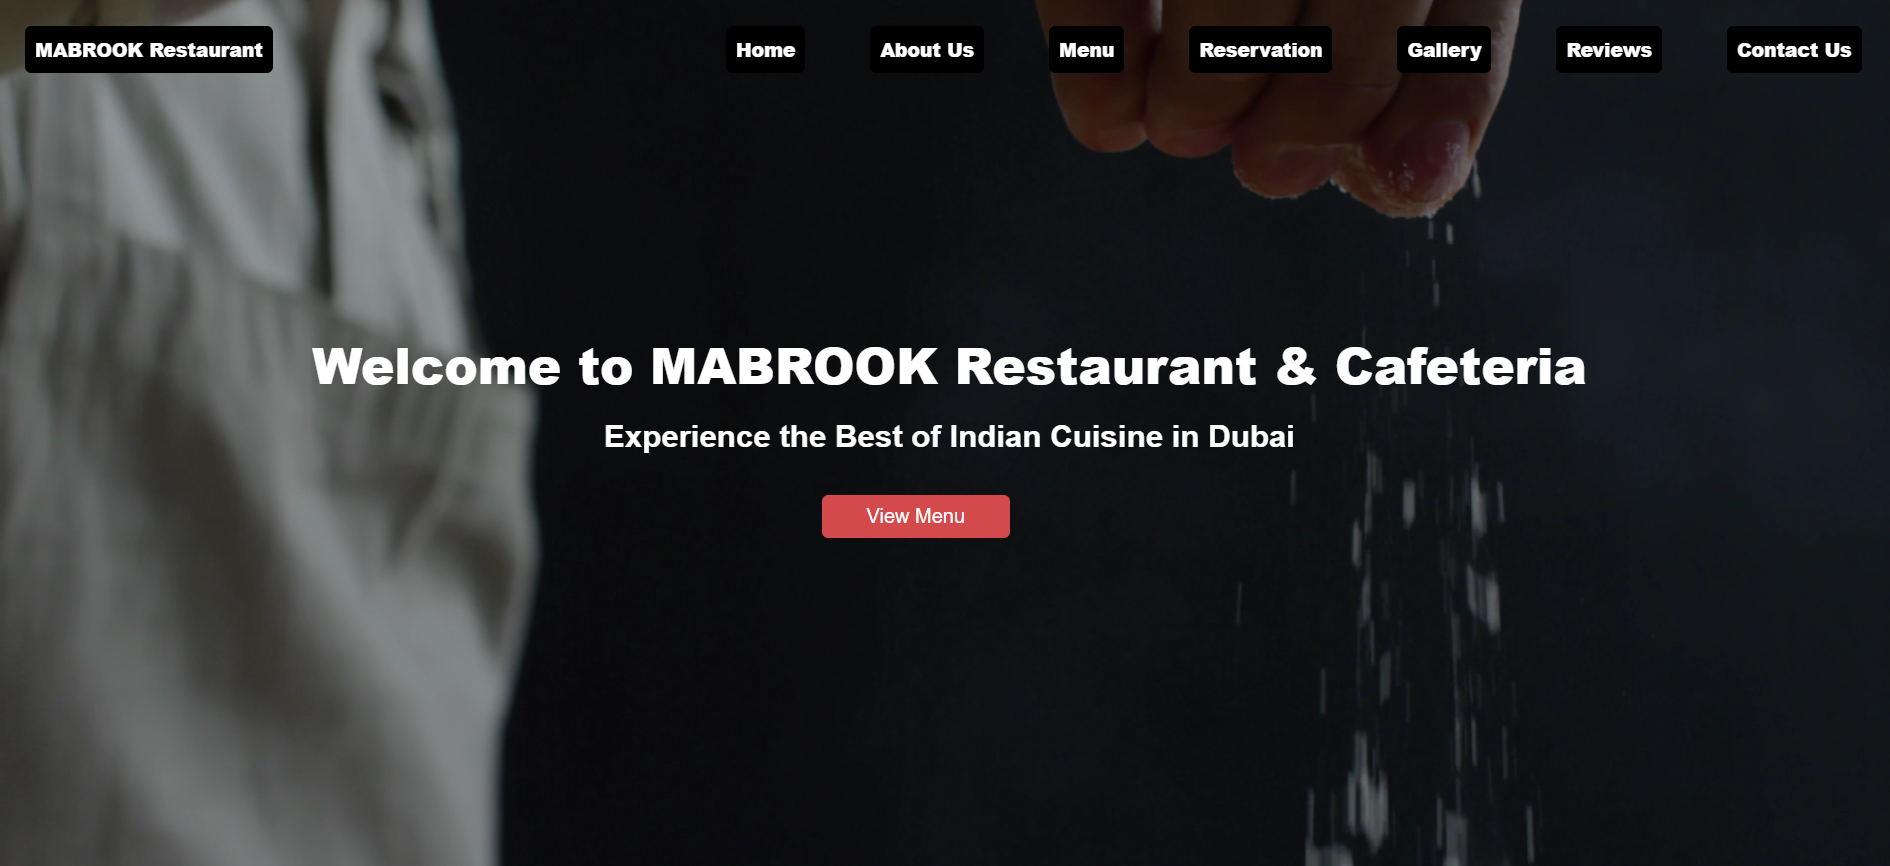 MABROOK Restaurant
Home
About Us
Menu
Reservation
Gallery
Reviews
Contact Us
Welcome to MABROOK Restaurant & Cafeteria
Experience the Best of Indian Cuisine in Dubai
View Menu